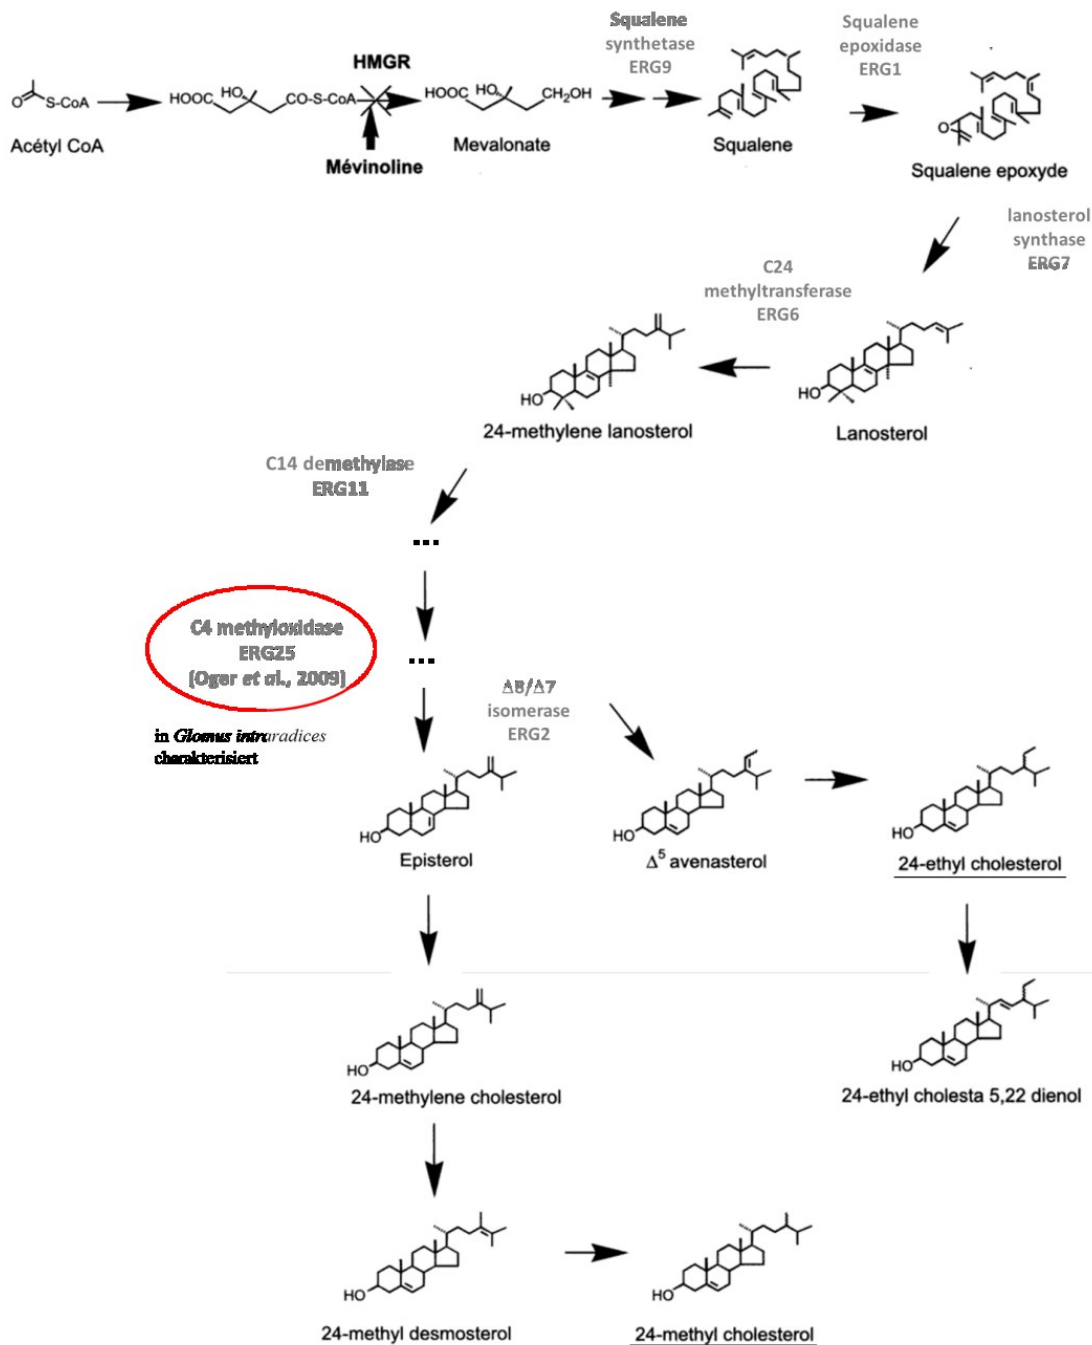 Squalene
synthetase
ERG9
Squalene
epoxidase
ERG1
HMGR
O
S-CoA
HOOC
HO
CO-S-CoA
HOOC
HO
CH₂OH
O
Acétyl CoA
Mevalonate
Squalene
Mévinoline
Squalene epoxyde
lanosterol
synthase
ERG7
C24
methyltransferase
ERG6
HO
HO
24-methylene lanosterol
Lanosterol
C14 demethylase
ERG11
...
C4 methyloxidase
ERG25
(Oger et al., 2009)
...
Δ8/Δ7
isomerase
ERG2
in Glomus intraradices
charakterisiert
HO
HO
HO
Episterol
Δ⁵ avenasterol
24-ethyl cholesterol
HO
HO
24-methylene cholesterol
24-ethyl cholesta 5,22 dienol
HO
HO
24-methyl desmosterol
24-methyl cholesterol